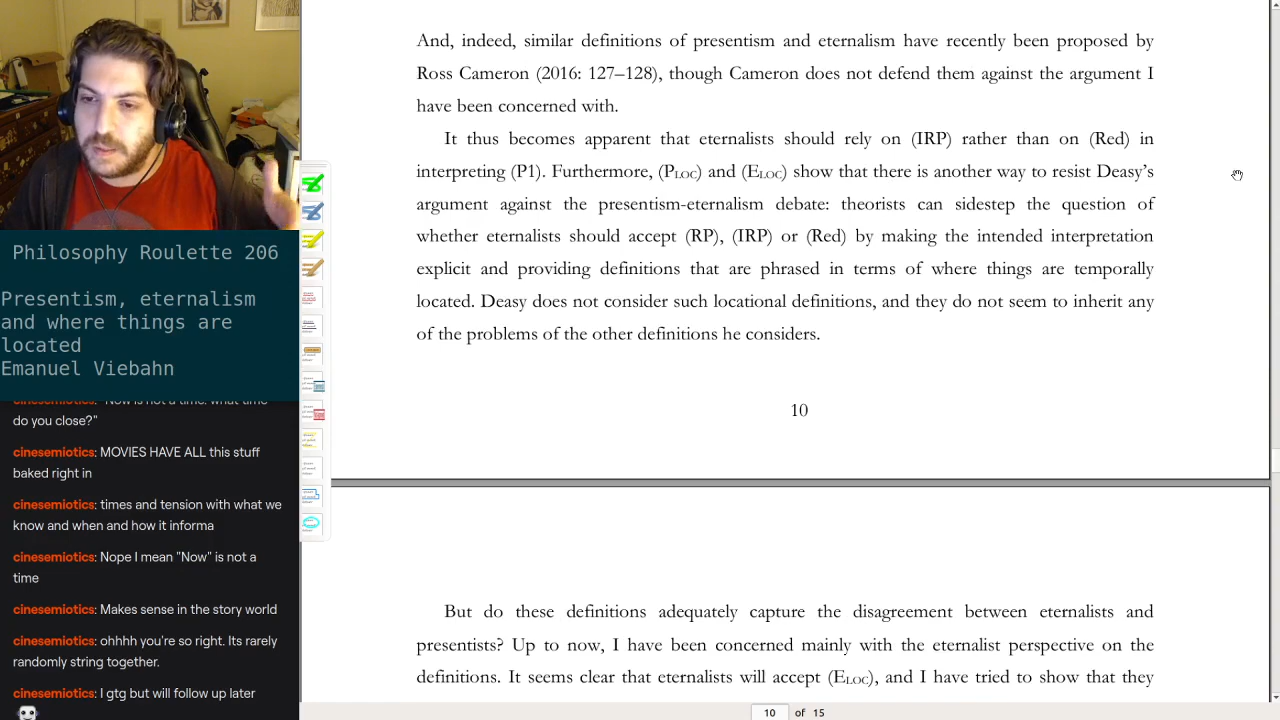 And, indeed, similar definitions of presentism and eternalism have recently been proposed by
Ross Cameron (2016: 127–128), though Cameron does not defend them against the argument I
have been concerned with.
It thus becomes apparent that eternalists should rely on (IRP) rather than on (Red) in
interpreting (P1). Furthermore, (PLOC) and (ELOC) show that there is another way to resist Deasy's
argument against the presentism-eternalism debate: theorists can sidestep the question of
whether eternalists should accept (RP), (IRP) or (Red) by making the intended interpretation
explicit and providing definitions that are phrased in terms of where things are temporally
located. Deasy does not consider such locational definitions, and they do not seem to inherit any
of the problems of the other definitions he considers.
10
But do these definitions adequately capture the disagreement between eternalists and
presentists? Up to now, I have been concerned mainly with the eternalist perspective on the
definitions. It seems clear that eternalists will accept (ELOC), and I have tried to show that they
10 of 15
Philosophy Roulette 206
Presentism, eternalism
and where things are
located
Emanuel Viebahn
cinesemiotics: "Now is not a time. what time
do you close?"
cinesemiotics: MOVIES HAVE ALL this stuff
baked right in
cinesemiotics: times and tension with what we
know and when and how it informa
cinesemiotics: Nope I mean "Now" is not a
time
cinesemiotics: Makes sense in the story world
cinesemiotics: ohhhh you're so right. Its rarely
randomly string together.
cinesemiotics: I gtg but will follow up later